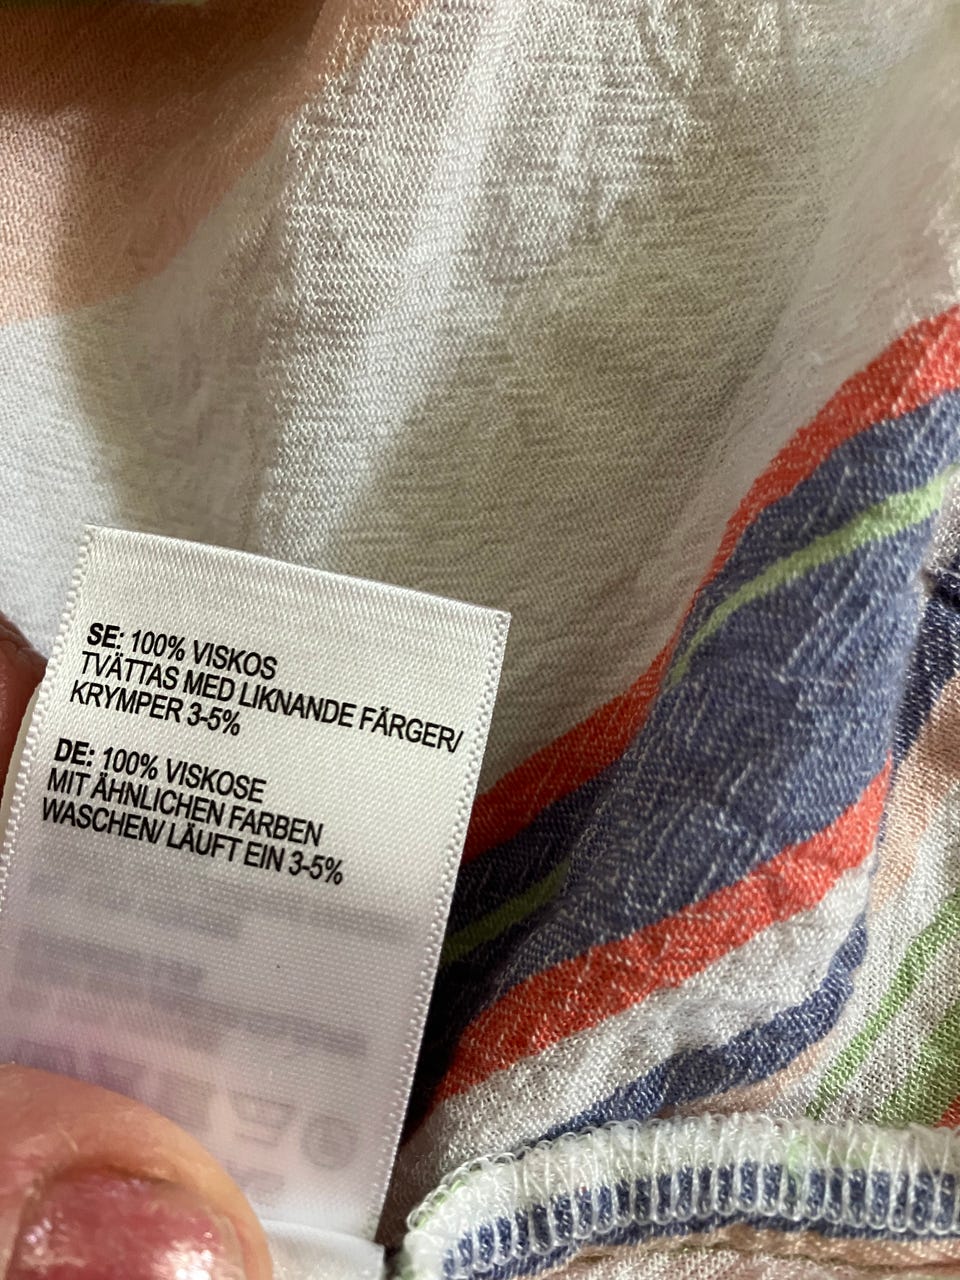 SE: 100% VISKOS
TVÄTTAS MED LIKNANDE FÄRGER/
KRYMPER 3-5%
DE: 100% VISKOSE
MIT ÄHNLICHEN FARBEN
WASCHEN/ LÄUFT EIN 3-5%